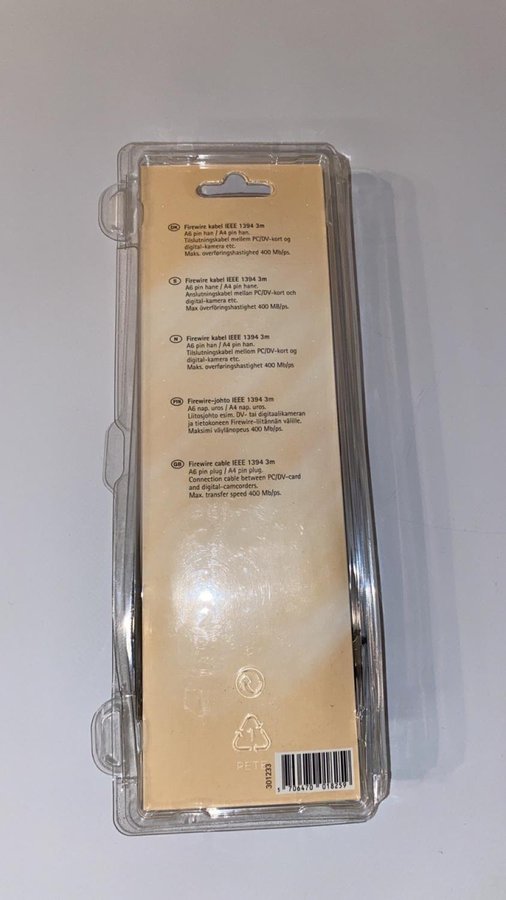 DK Firewire kabel IEEE 1394 3m
A6 pin han / A4 pin han.
Tilslutningskabel mellem PC/DV-kort og
digital-kamera etc.
Maks. overføringshastighed 400 Mb/ps.
S Firewire kabel IEEE 1394 3m
A6 pin hane / A4 pin hane.
Anslutningskabel mellan PC/DV-kort och
digital-kamera etc.
Max överföringshastighet 400 MB/ps.
N Firewire kabel IEEE 1394 3m
A6 pin han / A4 pin han.
Tilslutningskabel mellom PC/DV-kort og
digital-kamera etc.
Maks. overføringshastighet 400 Mb/ps
FIN Firewire-johto IEEE 1394 3m
A6 nap. uros / A4 nap. uros.
Liitosjohto esim. DV- tai digitaalikameran
ja tietokoneen Firewire-liitännän välille.
Maksimi väylänopeus 400 Mb/ps.
GB Firewire cable IEEE 1394 3m
A6 pin plug / A4 pin plug.
Connection cable between PC/DV-card
and digital-camcorders.
Max. transfer speed 400 Mb/ps.
1
PETE
301233
5 706470 018259